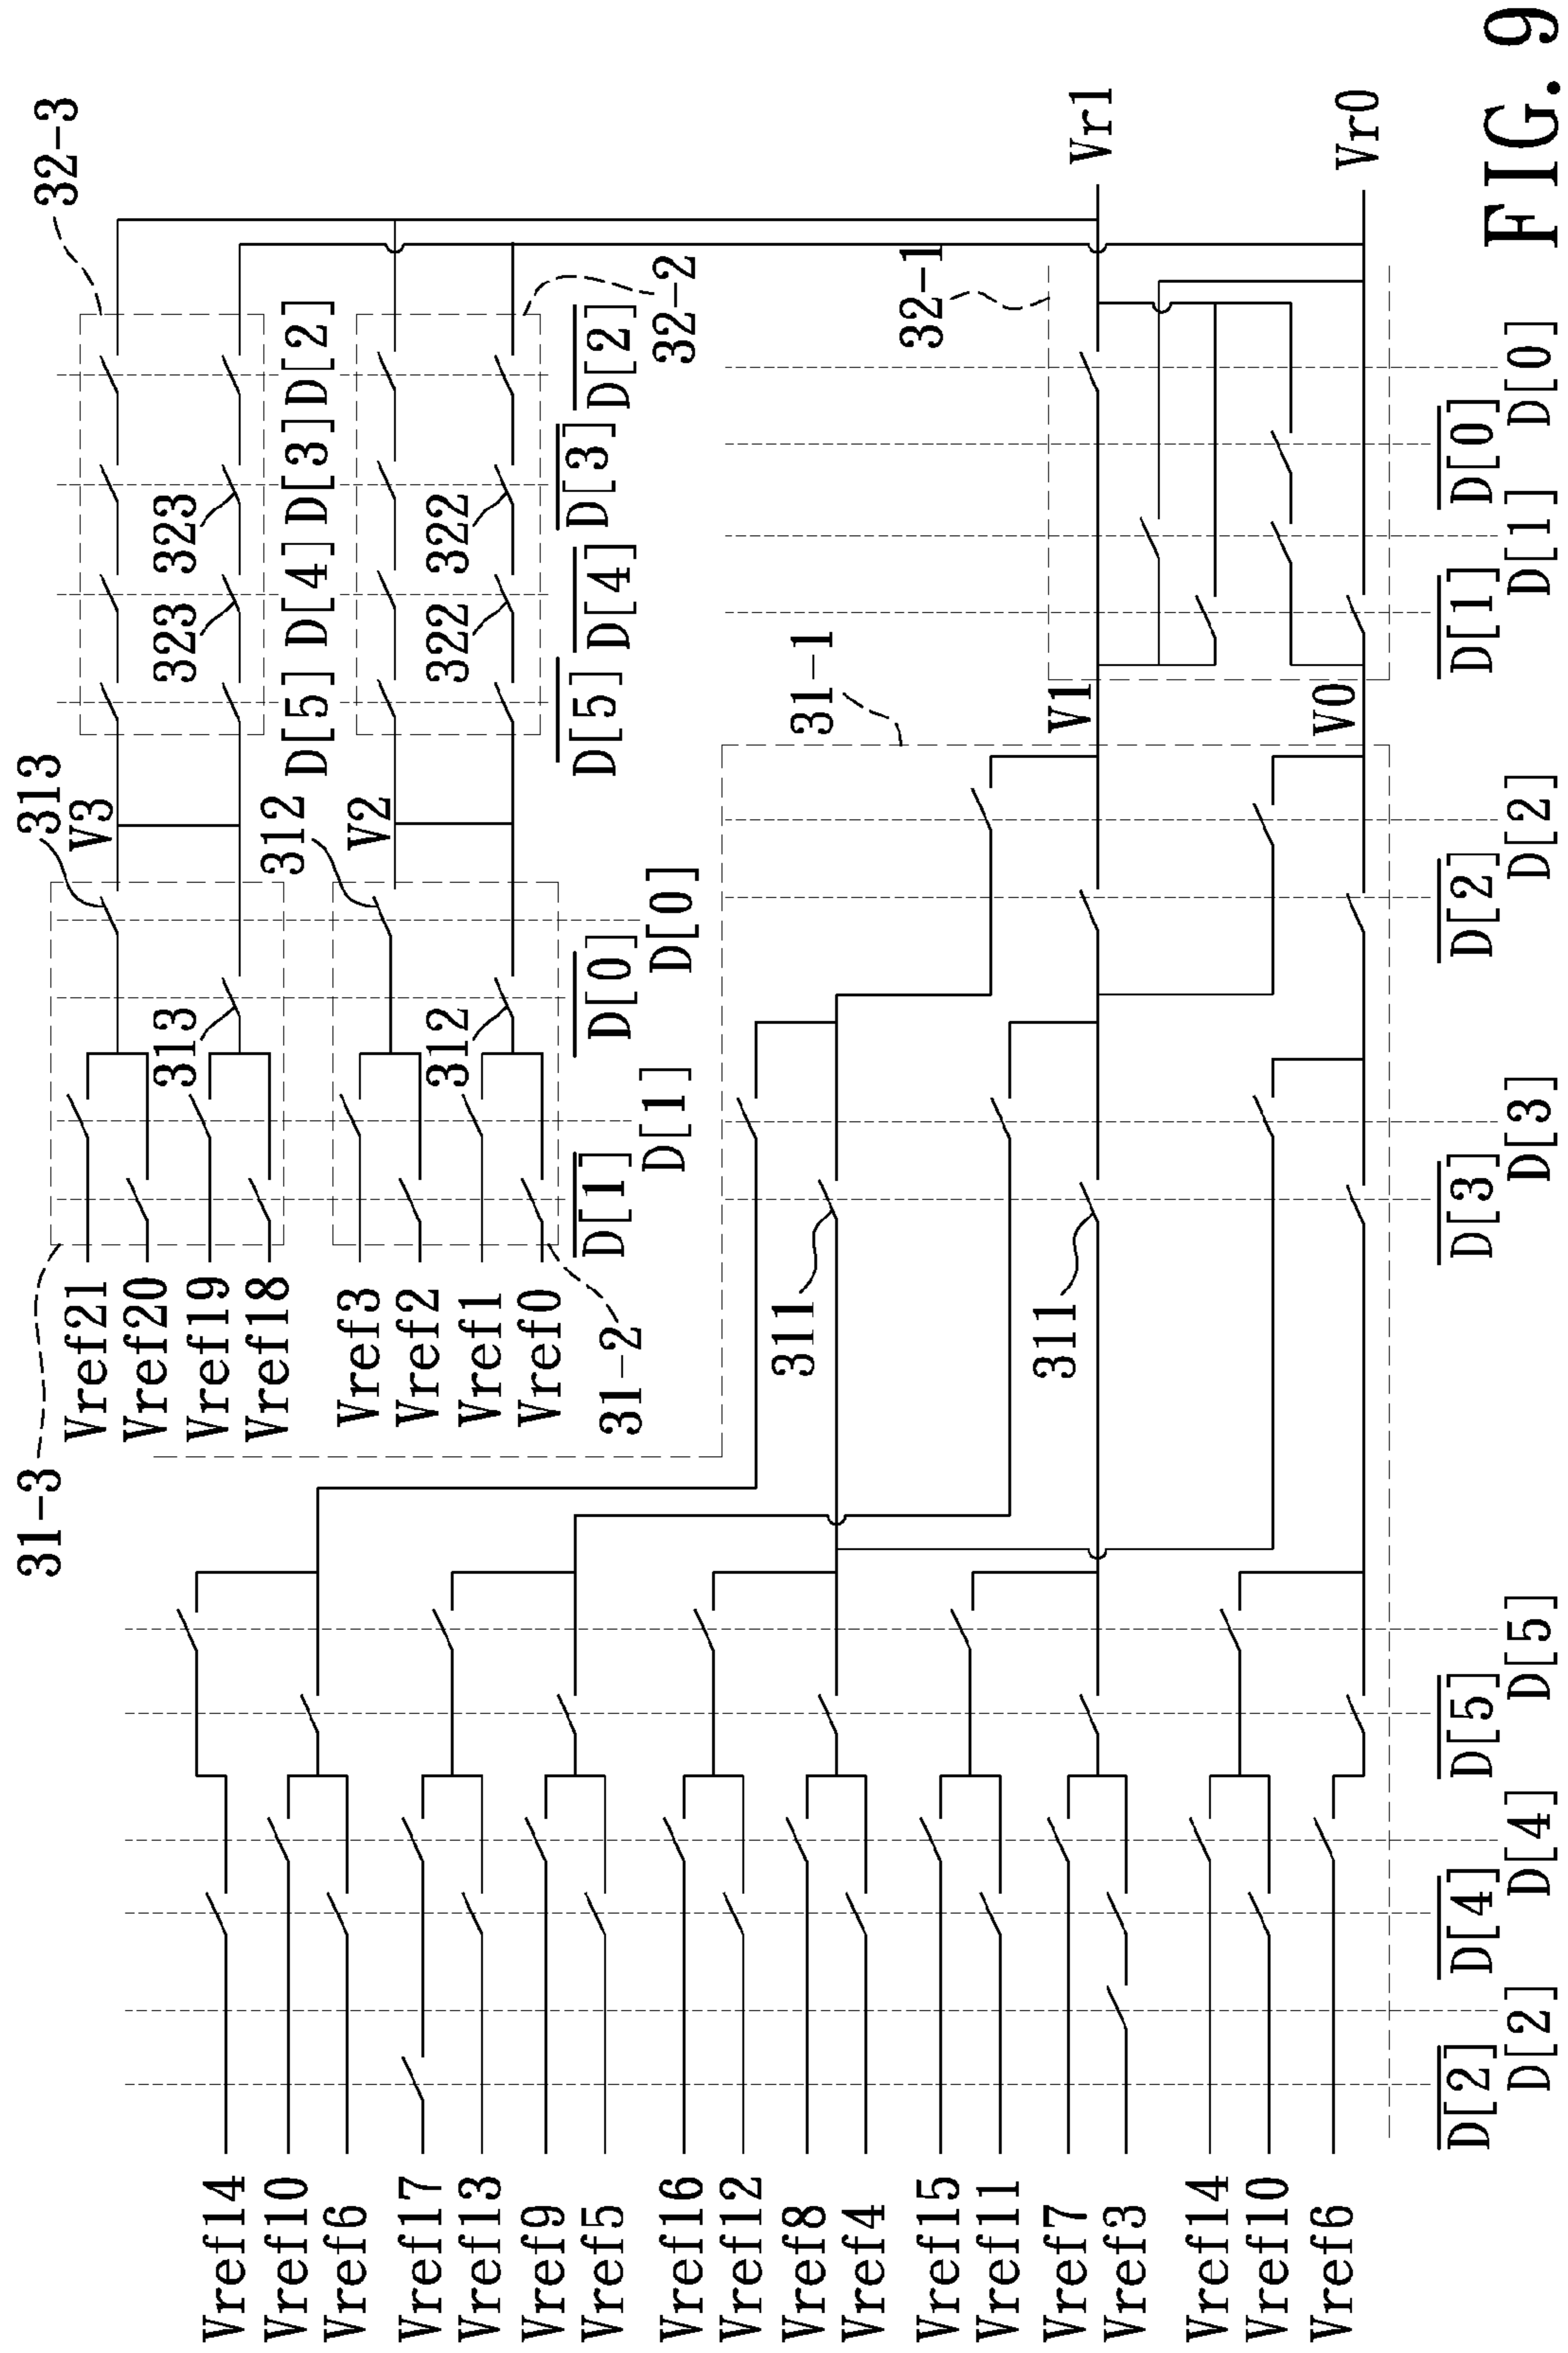 31-3
313
V3
32-3
Vref21
Vref20
Vref19
Vref18
313
323
323
D[5]
D[4]
D[3]
D[2]
312
V2
Vref3
Vref2
Vref1
Vref0
312
322
322
31-2
D[1]
D[1]
D[0]
D[0]
D[5]
D[4]
D[3]
D[2]
32-2
31-1
32-1
311
311
V1
V0
Vr1
Vr0
Vref14
Vref10
Vref6
Vref17
Vref13
Vref9
Vref5
Vref16
Vref12
Vref8
Vref4
Vref15
Vref11
Vref7
Vref3
Vref14
Vref10
Vref6
D[2]
D[2]
D[4]
D[4]
D[5]
D[5]
D[3]
D[3]
D[2]
D[2]
D[1]
D[1]
D[0]
D[0]
FIG. 9